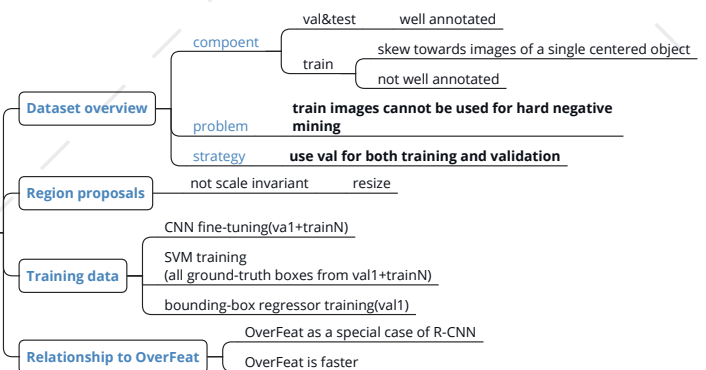 val&test
well annotated
compoent
skew towards images of a single centered object
train
not well annotated
Dataset overview
train images cannot be used for hard negative
mining
problem
strategy
use val for both training and validation
Region proposals
not scale invariant
resize
CNN fine-tuning(va1+trainN)
SVM training
(all ground-truth boxes from val1+trainN)
Training data
bounding-box regressor training(val1)
OverFeat as a special case of R-CNN
Relationship to OverFeat
OverFeat is faster